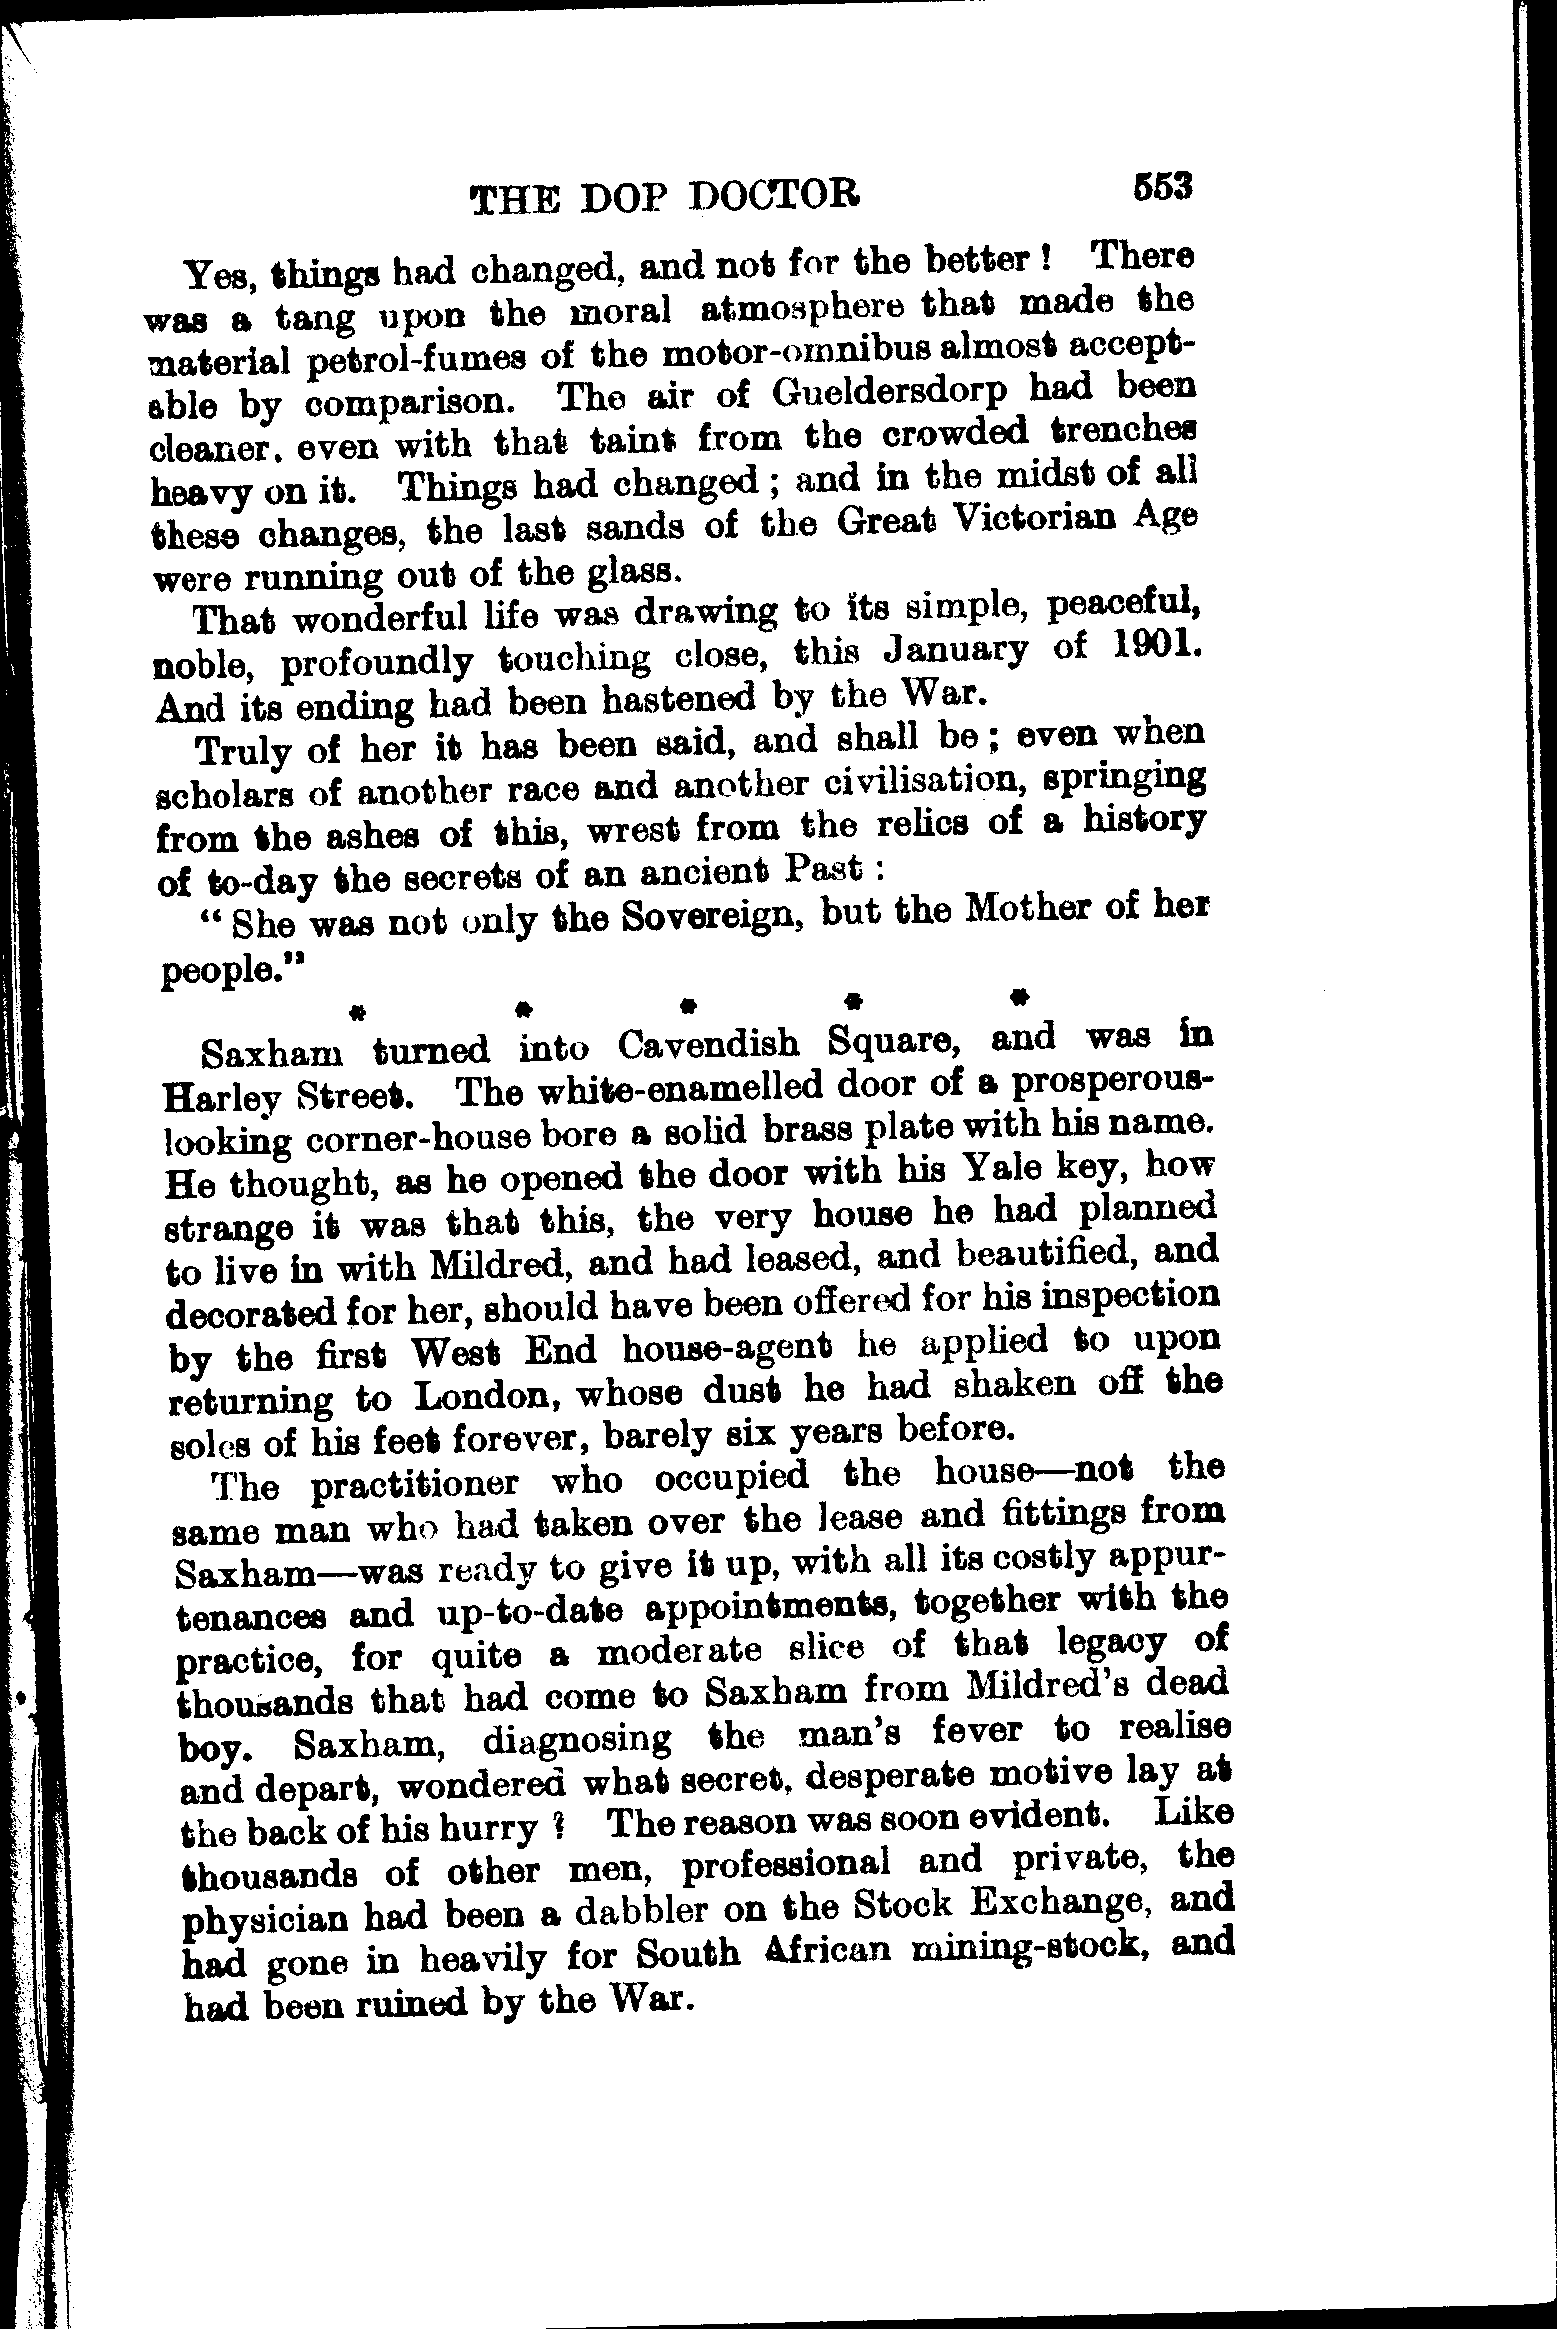 THE DOP DOCTOR 553
Yes, things had changed, and not for the better ! There
was a tang upon the moral atmosphere that made the
material petrol-fumes of the motor-omnibus almost accept-
able by comparison. The air of Gueldersdorp had been
cleaner, even with that taint from the crowded trenches
heavy on it. Things had changed ; and in the midst of all
these changes, the last sands of the Great Victorian Age
were running out of the glass.
That wonderful life was drawing to its simple, peaceful,
noble, profoundly touching close, this January of 1901.
And its ending had been hastened by the War.
Truly of her it has been said, and shall be ; even when
scholars of another race and another civilisation, springing
from the ashes of this, wrest from the relics of a history
of to-day the secrets of an ancient Past :
“ She was not only the Sovereign, but the Mother of her
people.”
* * * * *
Saxham turned into Cavendish Square, and was in
Harley Street. The white-enamelled door of a prosperous-
looking corner-house bore a solid brass plate with his name.
He thought, as he opened the door with his Yale key, how
strange it was that this, the very house he had planned
to live in with Mildred, and had leased, and beautified, and
decorated for her, should have been offered for his inspection
by the first West End house-agent he applied to upon
returning to London, whose dust he had shaken off the
soles of his feet forever, barely six years before.
The practitioner who occupied the house—not the
same man who had taken over the lease and fittings from
Saxham—was ready to give it up, with all its costly appur-
tenances and up-to-date appointments, together with the
practice, for quite a moderate slice of that legacy of
thousands that had come to Saxham from Mildred's dead
boy. Saxham, diagnosing the man's fever to realise
and depart, wondered what secret, desperate motive lay at
the back of his hurry ? The reason was soon evident. Like
thousands of other men, professional and private, the
physician had been a dabbler on the Stock Exchange, and
had gone in heavily for South African mining-stock, and
had been ruined by the War.